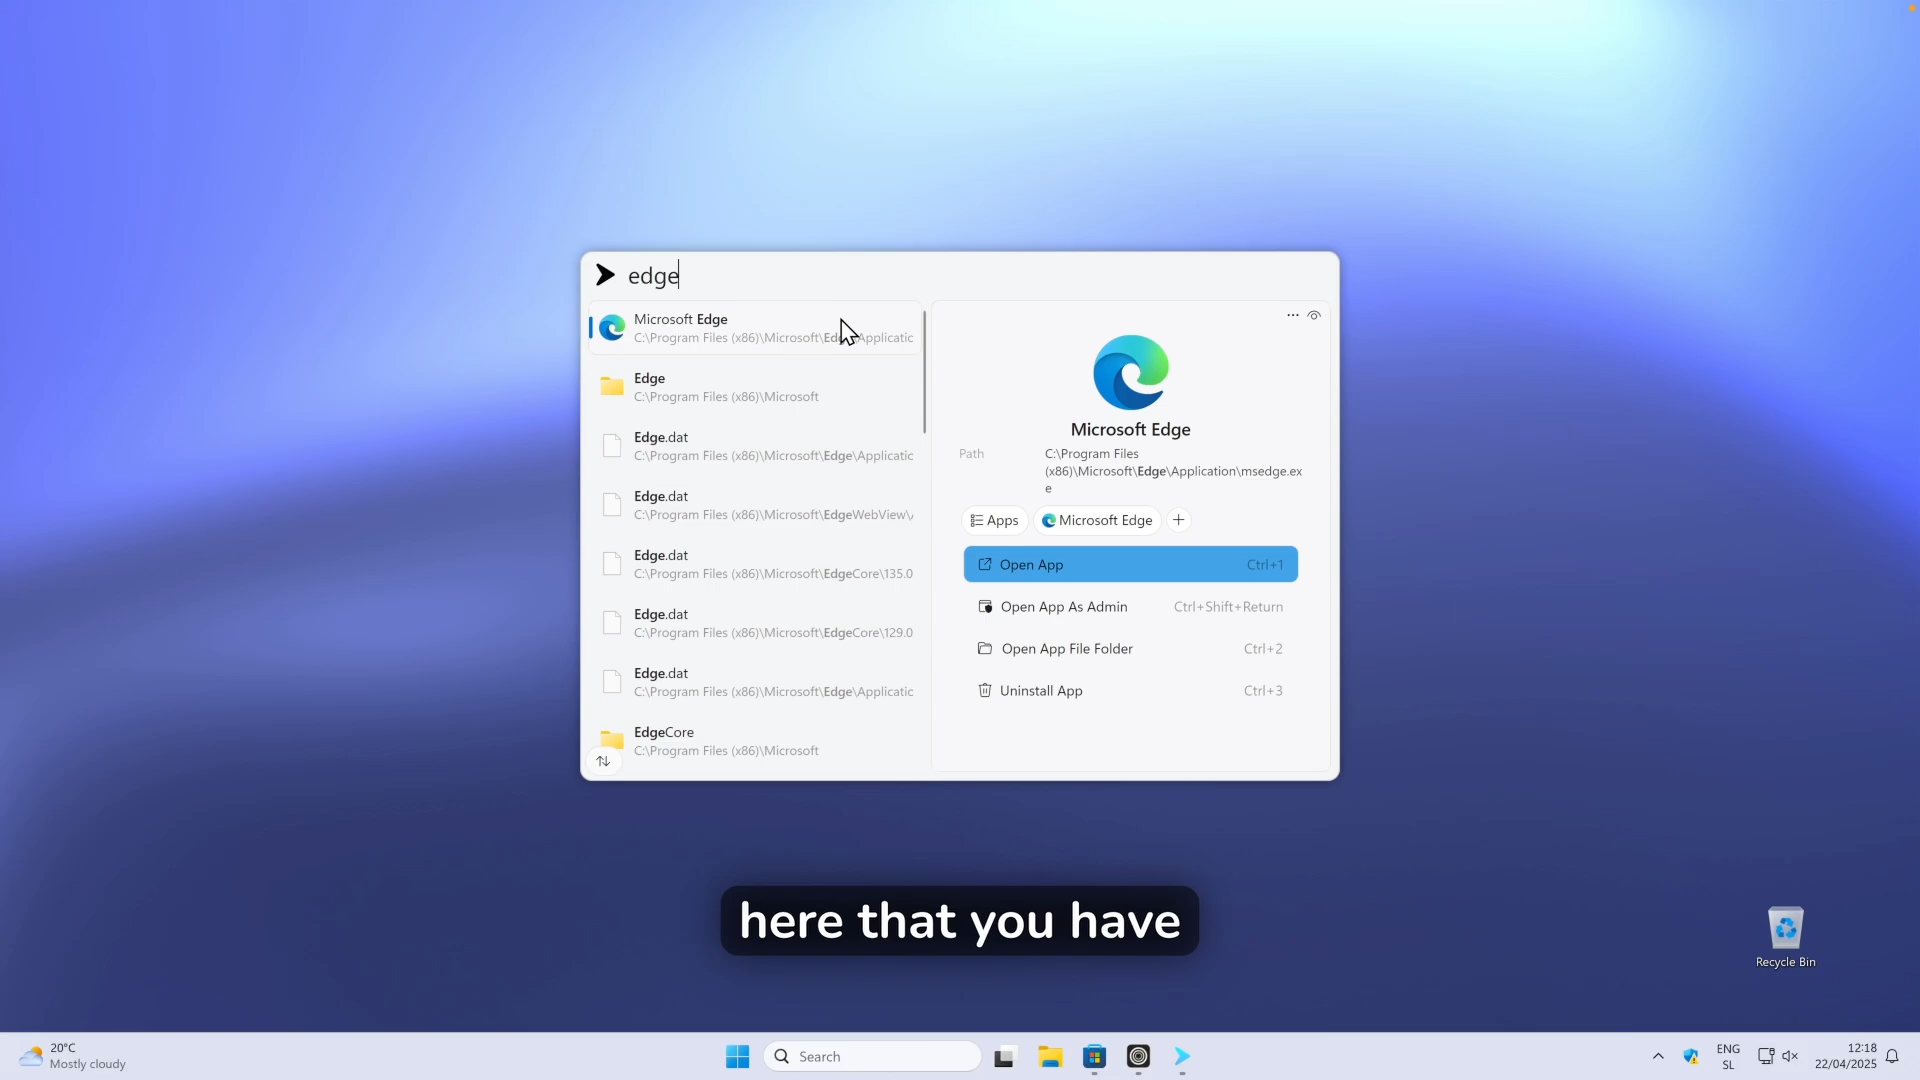 edge
Microsoft Edge
C:\Program Files (x86)\Microsoft\Edge\Applicatic
Edge
C:\Program Files (x86)\Microsoft
Edge.dat
C:\Program Files (x86)\Microsoft\Edge\Applicatic
Edge.dat
C:\Program Files (x86)\Microsoft\EdgeWebView\
Edge.dat
C:\Program Files (x86)\Microsoft\EdgeCore\135.0
Edge.dat
C:\Program Files (x86)\Microsoft\EdgeCore\129.0
Edge.dat
C:\Program Files (x86)\Microsoft\Edge\Applicatic
EdgeCore
C:\Program Files (x86)\Microsoft
Microsoft Edge
Path
C:\Program Files
(x86)\Microsoft\Edge\Application\msedge.ex
e
Apps
Microsoft Edge
Open App Ctrl+1
Open App As Admin Ctrl+Shift+Return
Open App File Folder Ctrl+2
Uninstall App Ctrl+3
here that you have
Recycle Bin
20°C
Mostly cloudy
Search
ENG
SL
12:18
22/04/2025